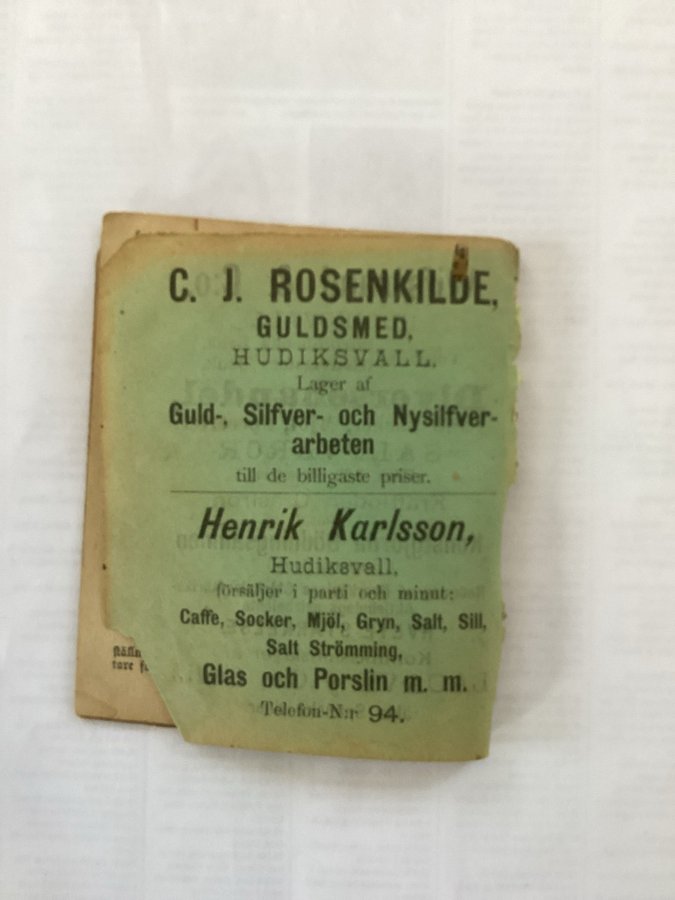 C. J. ROSENKILDE,
GULDSMED,
HUDIKSVALL.
Lager af
Guld-, Silfver- och Nysilfver-
arbeten
till de billigaste priser.
Henrik Karlsson,
Hudiksvall,
försäljer i parti och minut:
Caffe, Socker, Mjöl, Gryn, Salt, Sill,
Salt Strömming,
Glas och Porslin m. m.
Telefon-N:r 94.